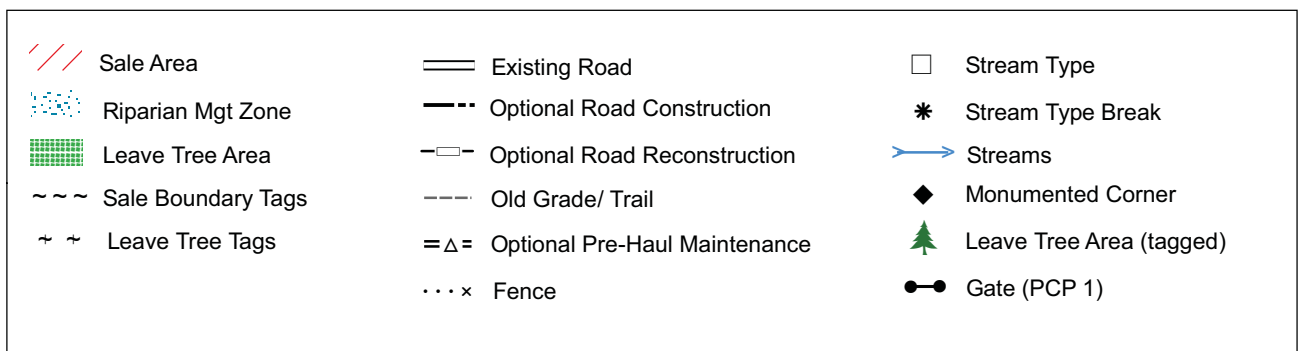 Sale Area
Riparian Mgt Zone
Leave Tree Area
Sale Boundary Tags
Leave Tree Tags
Existing Road
Optional Road Construction
Optional Road Reconstruction
Old Grade/ Trail
Optional Pre-Haul Maintenance
Fence
Stream Type
Stream Type Break
Streams
Monumented Corner
Leave Tree Area (tagged)
Gate (PCP 1)